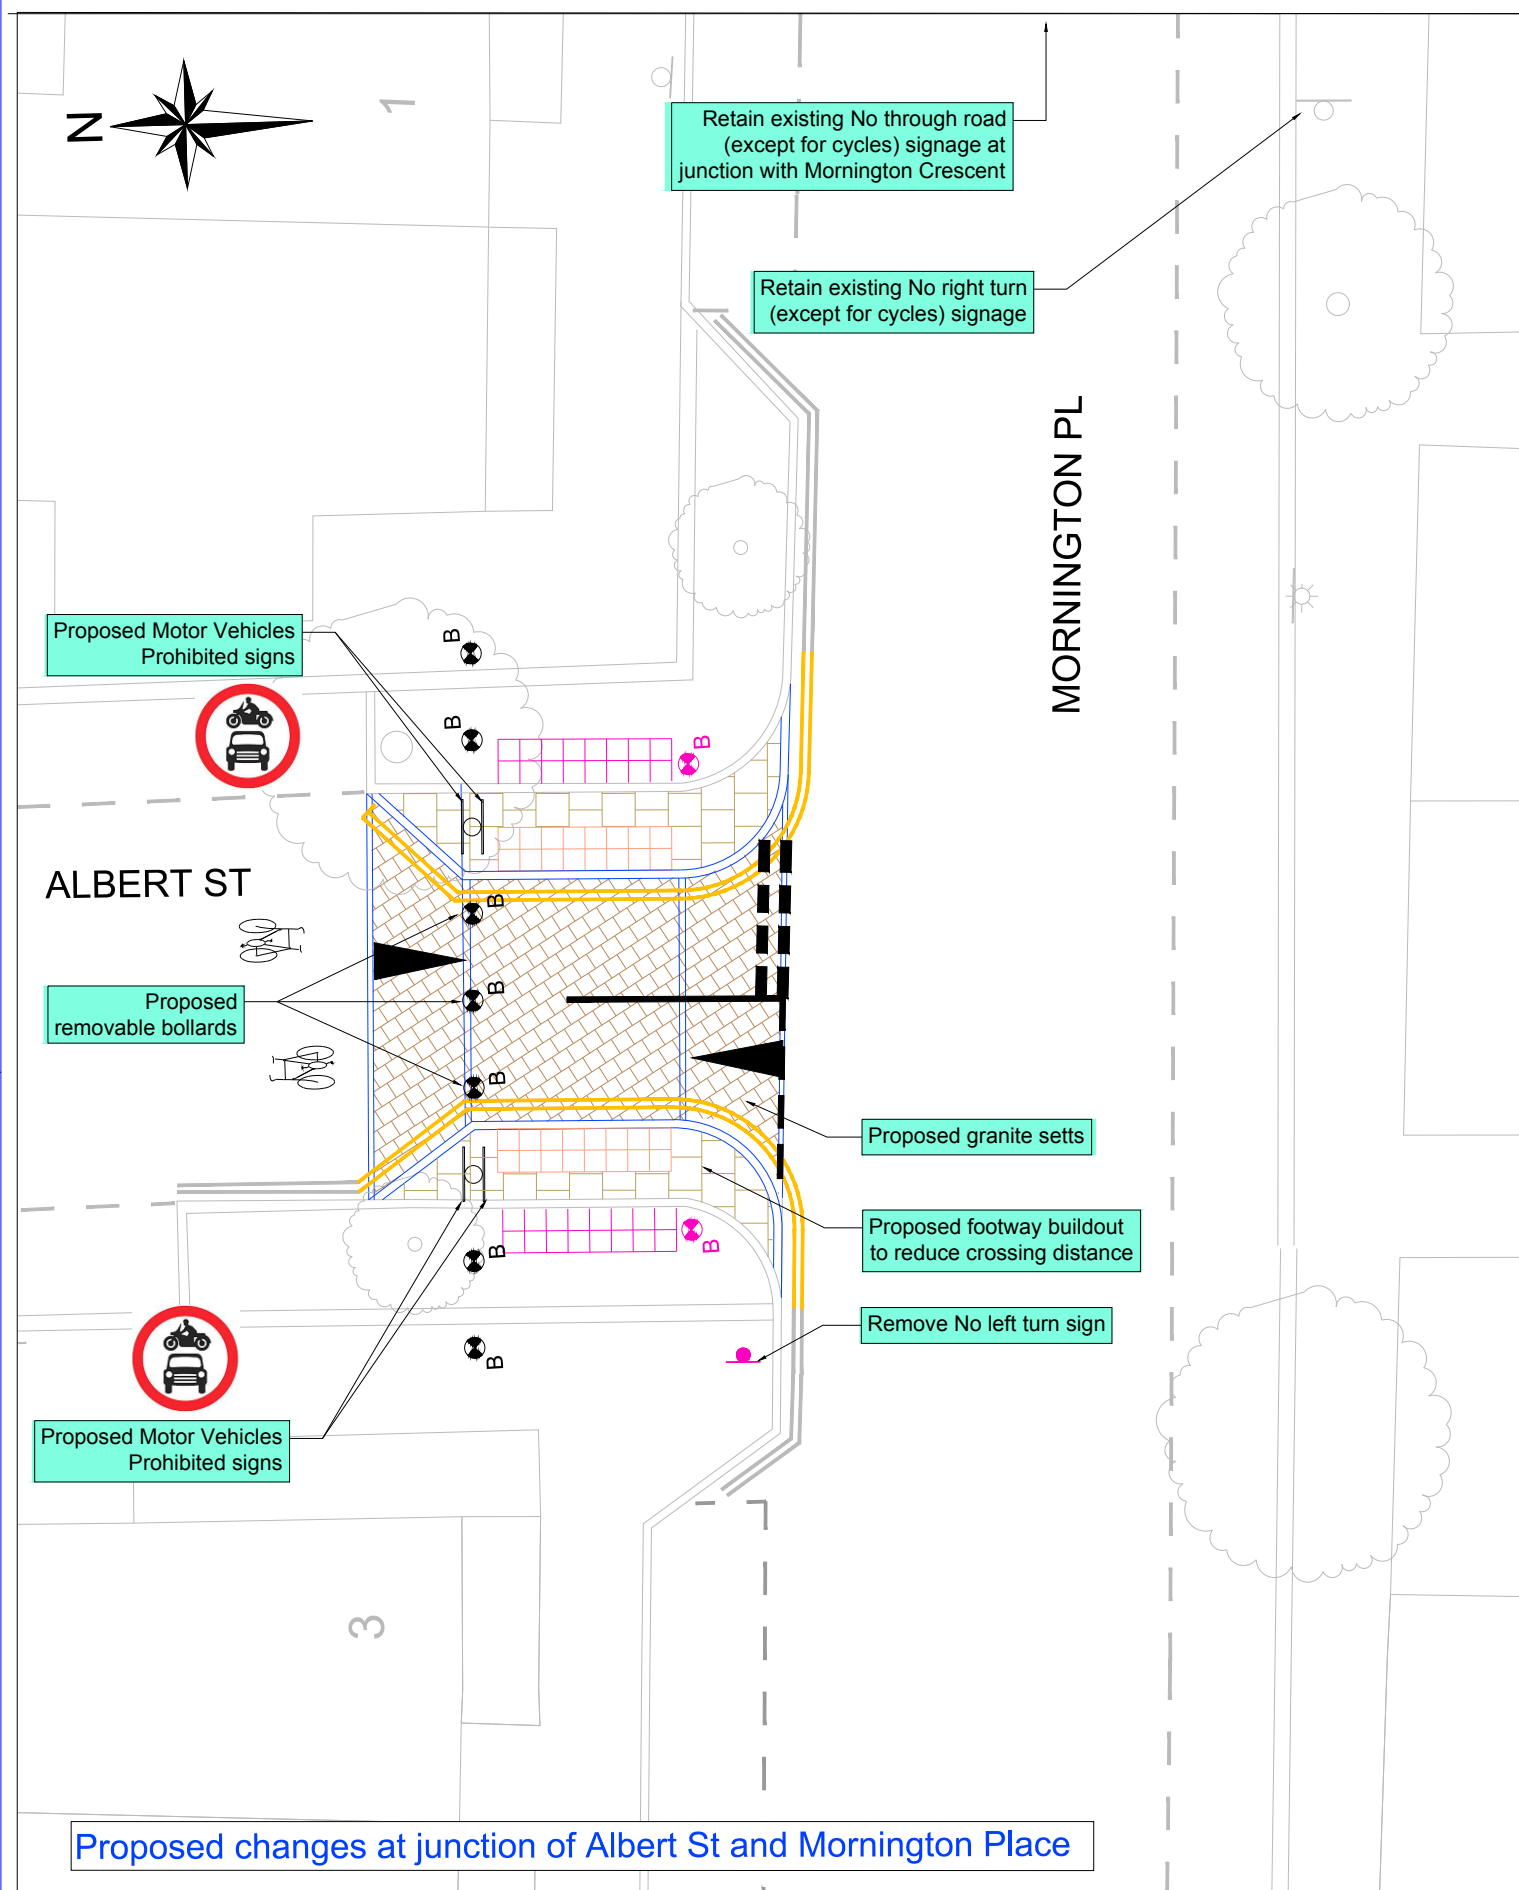 N
1
Retain existing No through road
(except for cycles) signage at
junction with Mornington Crescent
Retain existing No right turn
(except for cycles) signage
MORNINGTON PL
Proposed Motor Vehicles
Prohibited signs
B
B
B
ALBERT ST
B
Proposed
removable bollards
B
B
Proposed granite setts
Proposed footway buildout
to reduce crossing distance
B
B
Remove No left turn sign
B
Proposed Motor Vehicles
Prohibited signs
3
Proposed changes at junction of Albert St and Mornington Place